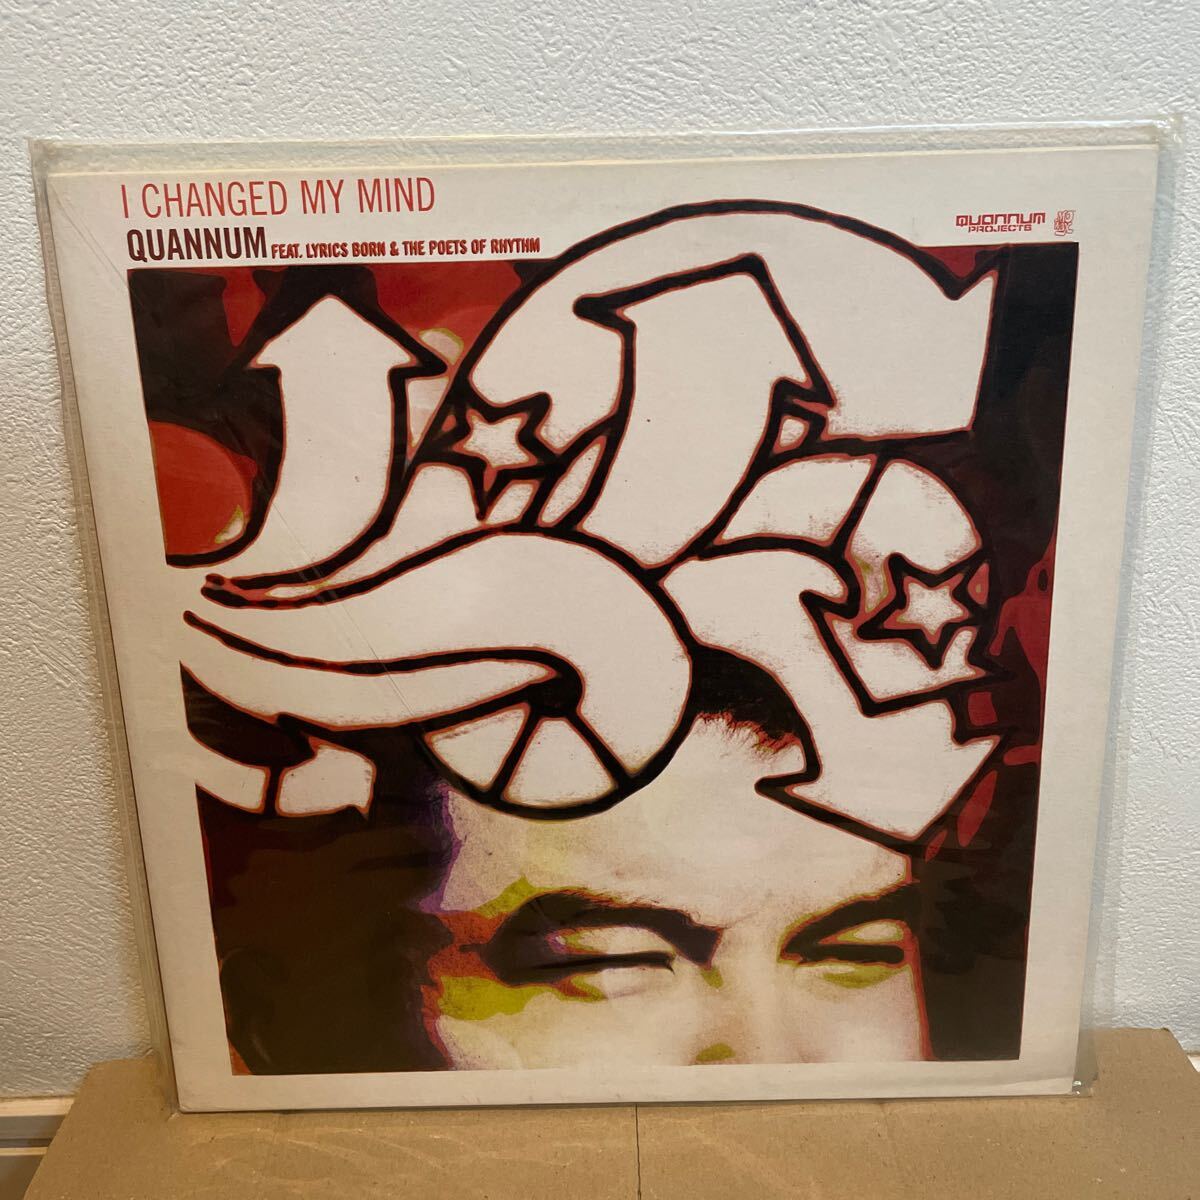 I CHANGED MY MIND
QUANNUM FEAT. LYRICS BORN & THE POETS OF RHYTHM
QUANNUM
PROJECTS